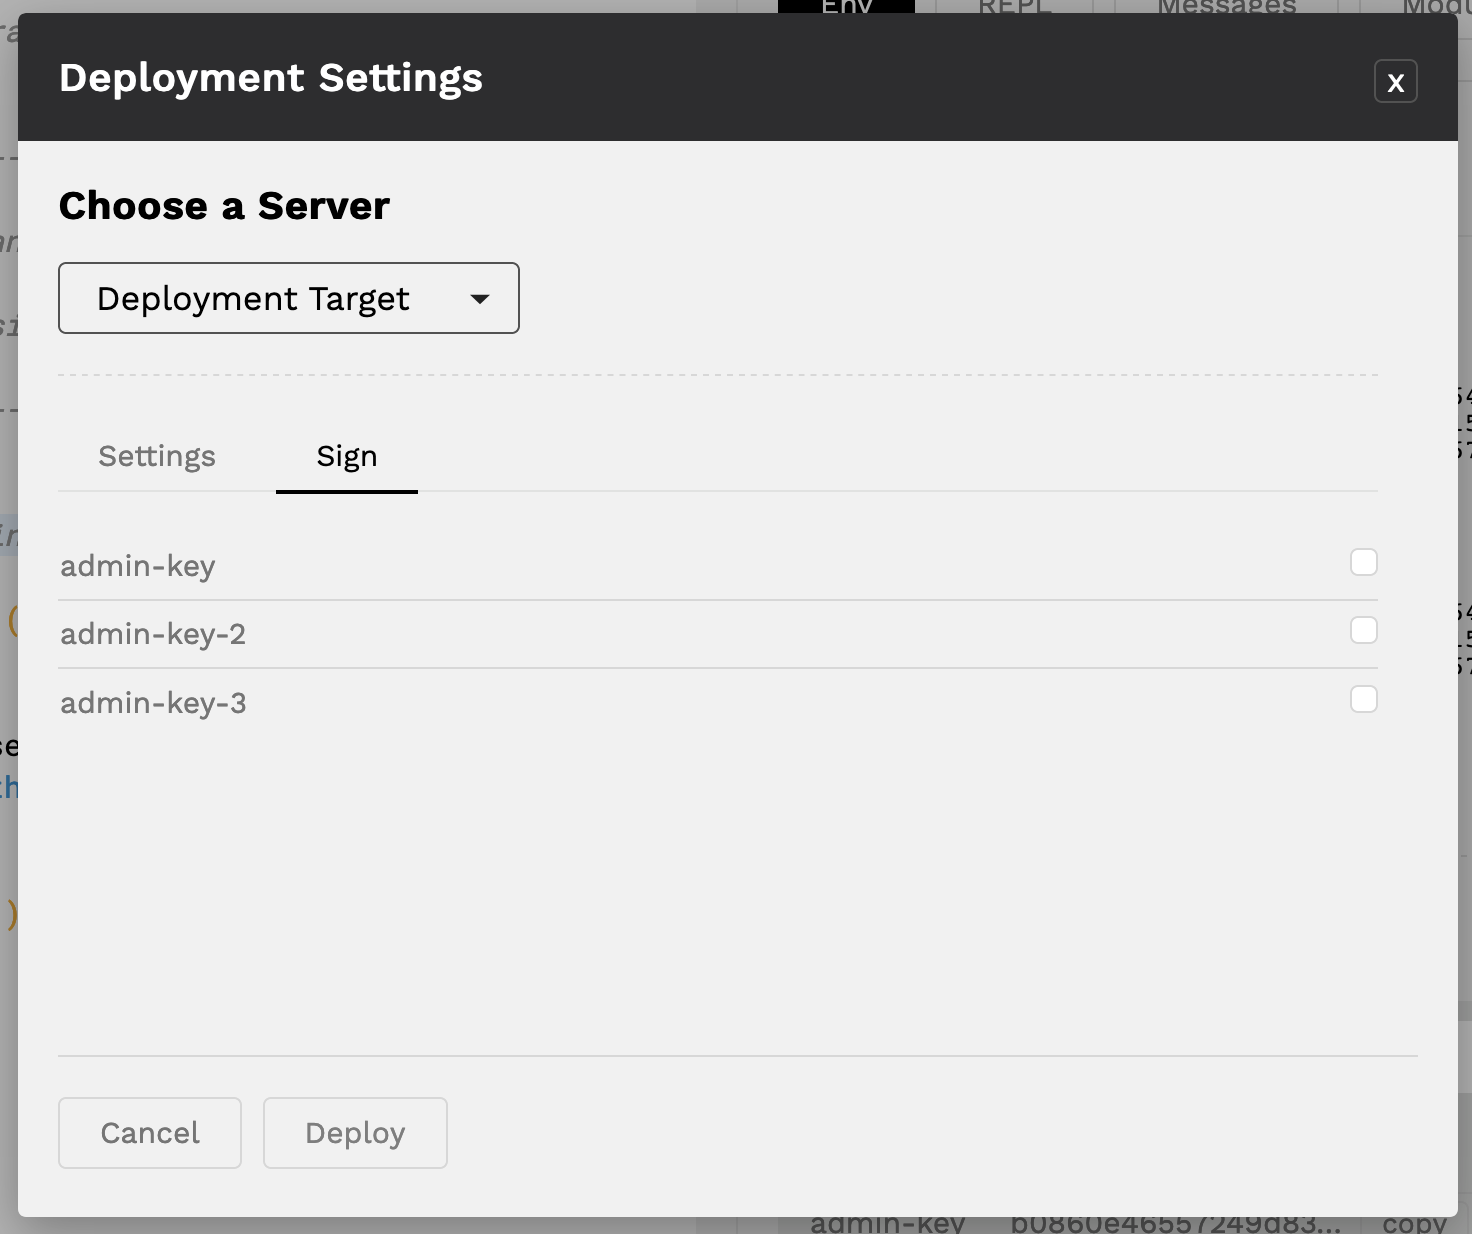 Env REPL Messages
Deployment Settings
X
Choose a Server
Deployment Target
Settings Sign
admin-key
admin-key-2
admin-key-3
Cancel Deploy
admin-key b0860e46557249d83... copy